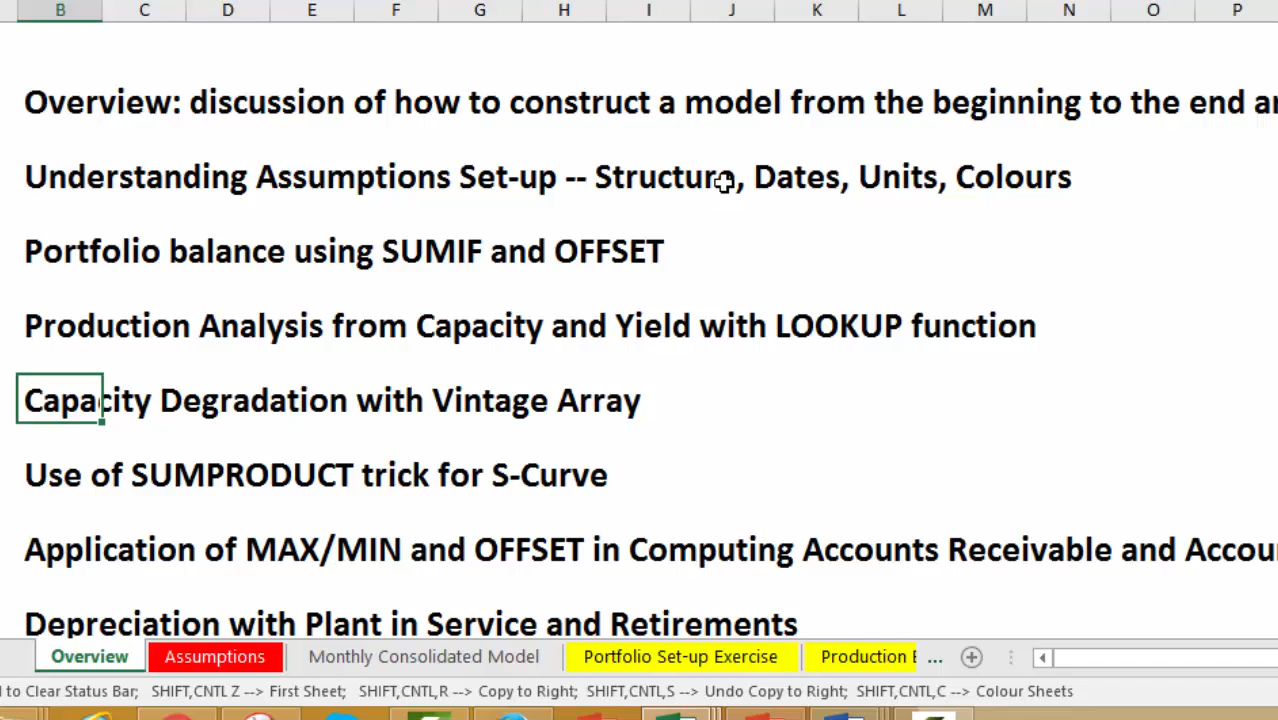 B C D E F G H I J K L M N O P
Overview: discussion of how to construct a model from the beginning to the end
Understanding Assumptions Set-up -- Structure, Dates, Units, Colours
Portfolio balance using SUMIF and OFFSET
Production Analysis from Capacity and Yield with LOOKUP function
Capacity Degradation with Vintage Array
Use of SUMPRODUCT trick for S-Curve
Application of MAX/MIN and OFFSET in Computing Accounts Receivable and
Depreciation with Plant in Service and Retirements
Overview Assumptions Monthly Consolidated Model Portfolio Set-up Exercise Production ...
to Clear Status Bar; SHIFT,CNTL Z --> First Sheet; SHIFT,CNTL,R --> Copy to Right; SHIFT,CNTL,S --> Undo Copy to Right; SHIFT,CNTL,C --> Colour Sheets